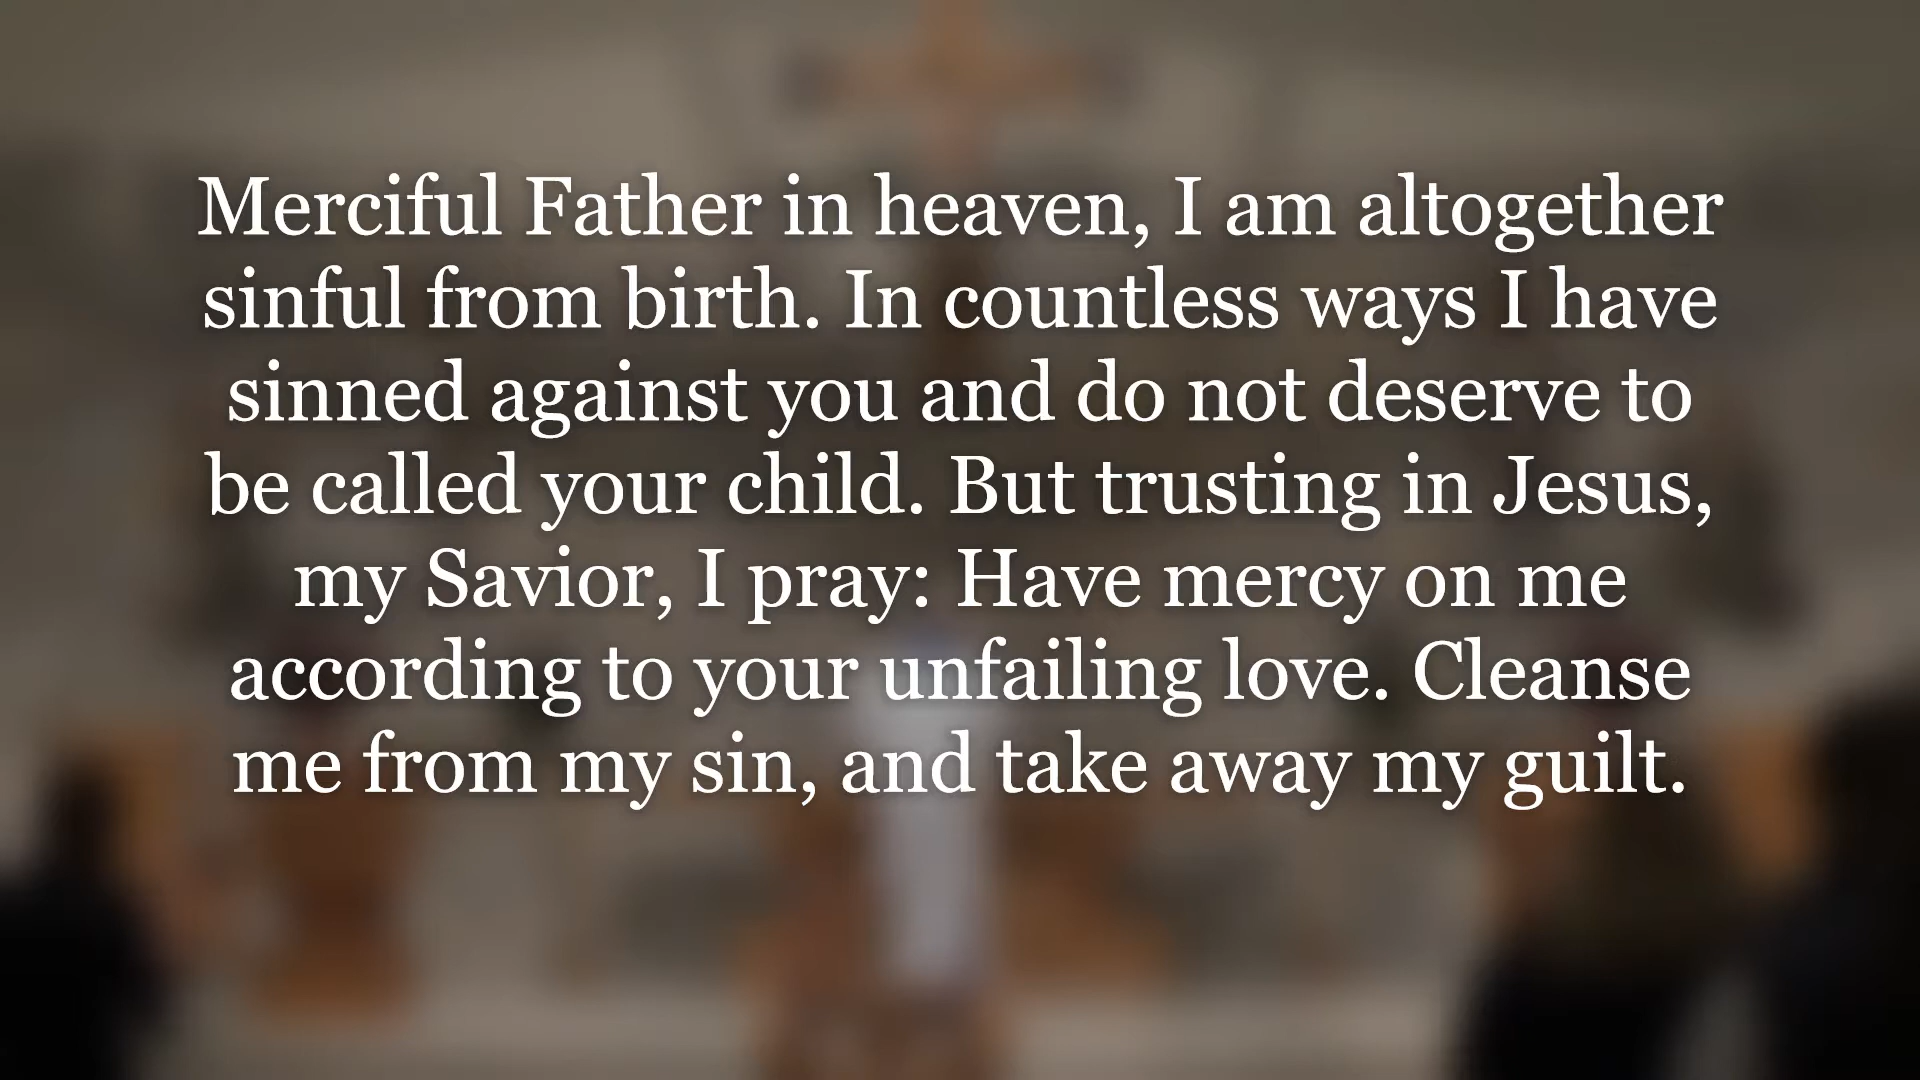 Merciful Father in heaven, I am altogether
sinful from birth. In countless ways I have
sinned against you and do not deserve to
be called your child. But trusting in Jesus,
my Savior, I pray: Have mercy on me
according to your unfailing love. Cleanse
me from my sin, and take away my guilt.